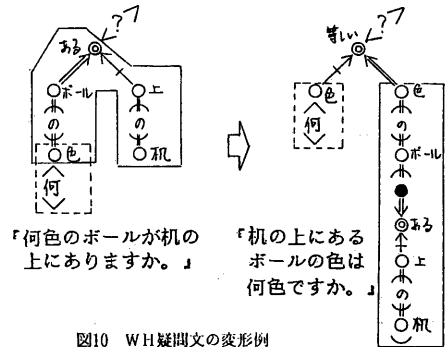 ?
ある
ボール
上
の
の
色
机
何
『何色のボールが机の
上にありますか。』
?
等しい
色
何
色
の
ボール
ある
上
の
机
『机の上にある
ボールの色は
何色ですか。』
図10 WH疑問文の変形例